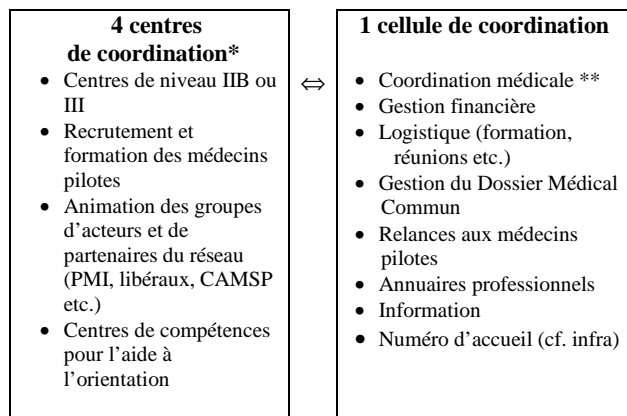 4 centres
de coordination*
• Centres de niveau IIB ou
III
• Recrutement et
formation des médecins
pilotes
• Animation des groupes
d'acteurs et de
partenaires du réseau
(PMI, libéraux, CAMSP
etc.)
• Centres de compétences
pour l'aide à
l'orientation
⇔
1 cellule de coordination
• Coordination médicale **
• Gestion financière
• Logistique (formation,
réunions etc.)
• Gestion du Dossier Médical
Commun
• Relances aux médecins
pilotes
• Annuaires professionnels
• Information
• Numéro d'accueil (cf. infra)